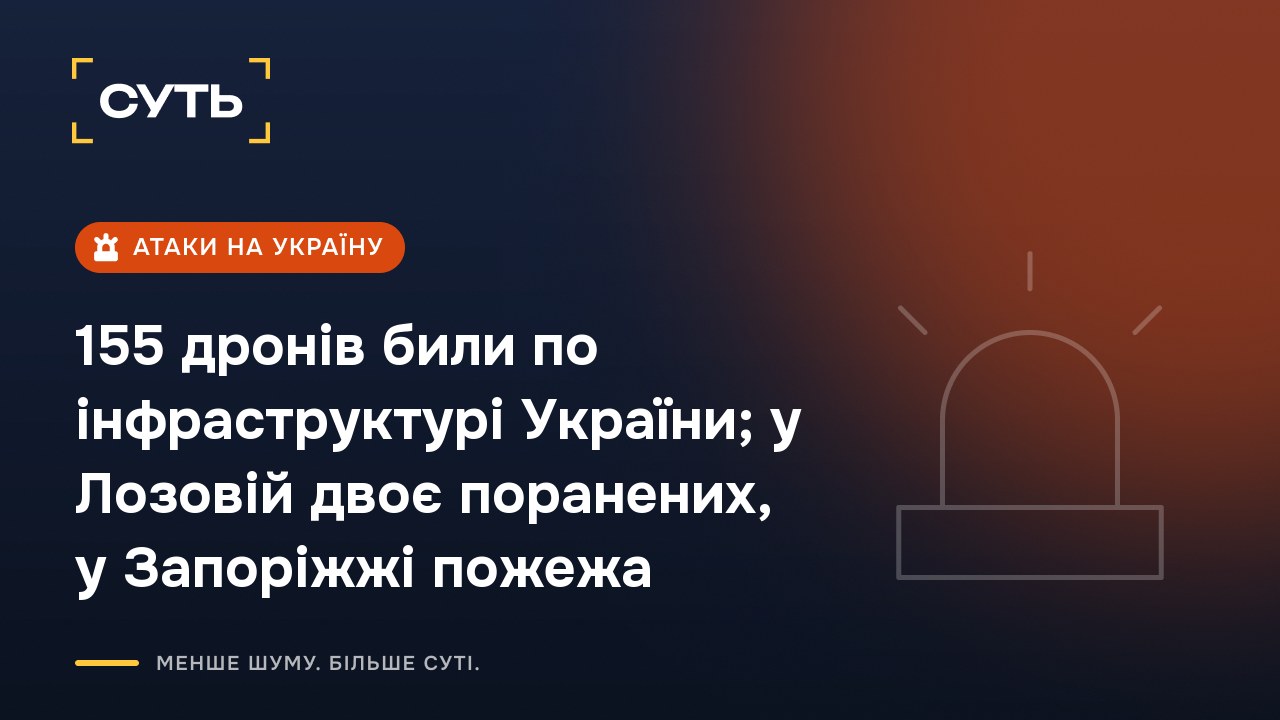 СУТЬ
АТАКИ НА УКРАЇНУ
155 дронів били по
інфраструктурі України; у
Лозовій двоє поранених,
у Запоріжжі пожежа
МЕНШЕ ШУМУ. БІЛЬШЕ СУТІ.